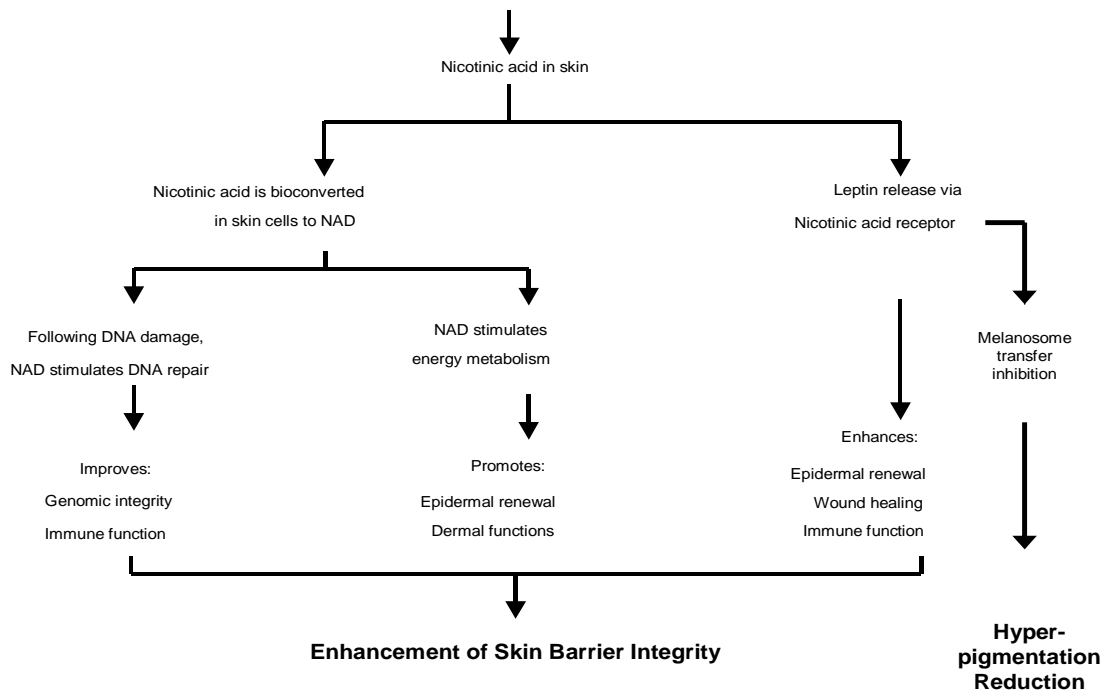 Nicotinic acid in skin
Nicotinic acid is bioconverted
in skin cells to NAD
Leptin release via
Nicotinic acid receptor
Following DNA damage,
NAD stimulates DNA repair
NAD stimulates
energy metabolism
Melanosome
transfer
inhibition
Improves:
Genomic integrity
Immune function
Promotes:
Epidermal renewal
Dermal functions
Enhances:
Epidermal renewal
Wound healing
Immune function
Enhancement of Skin Barrier Integrity
Hyper-
pigmentation
Reduction